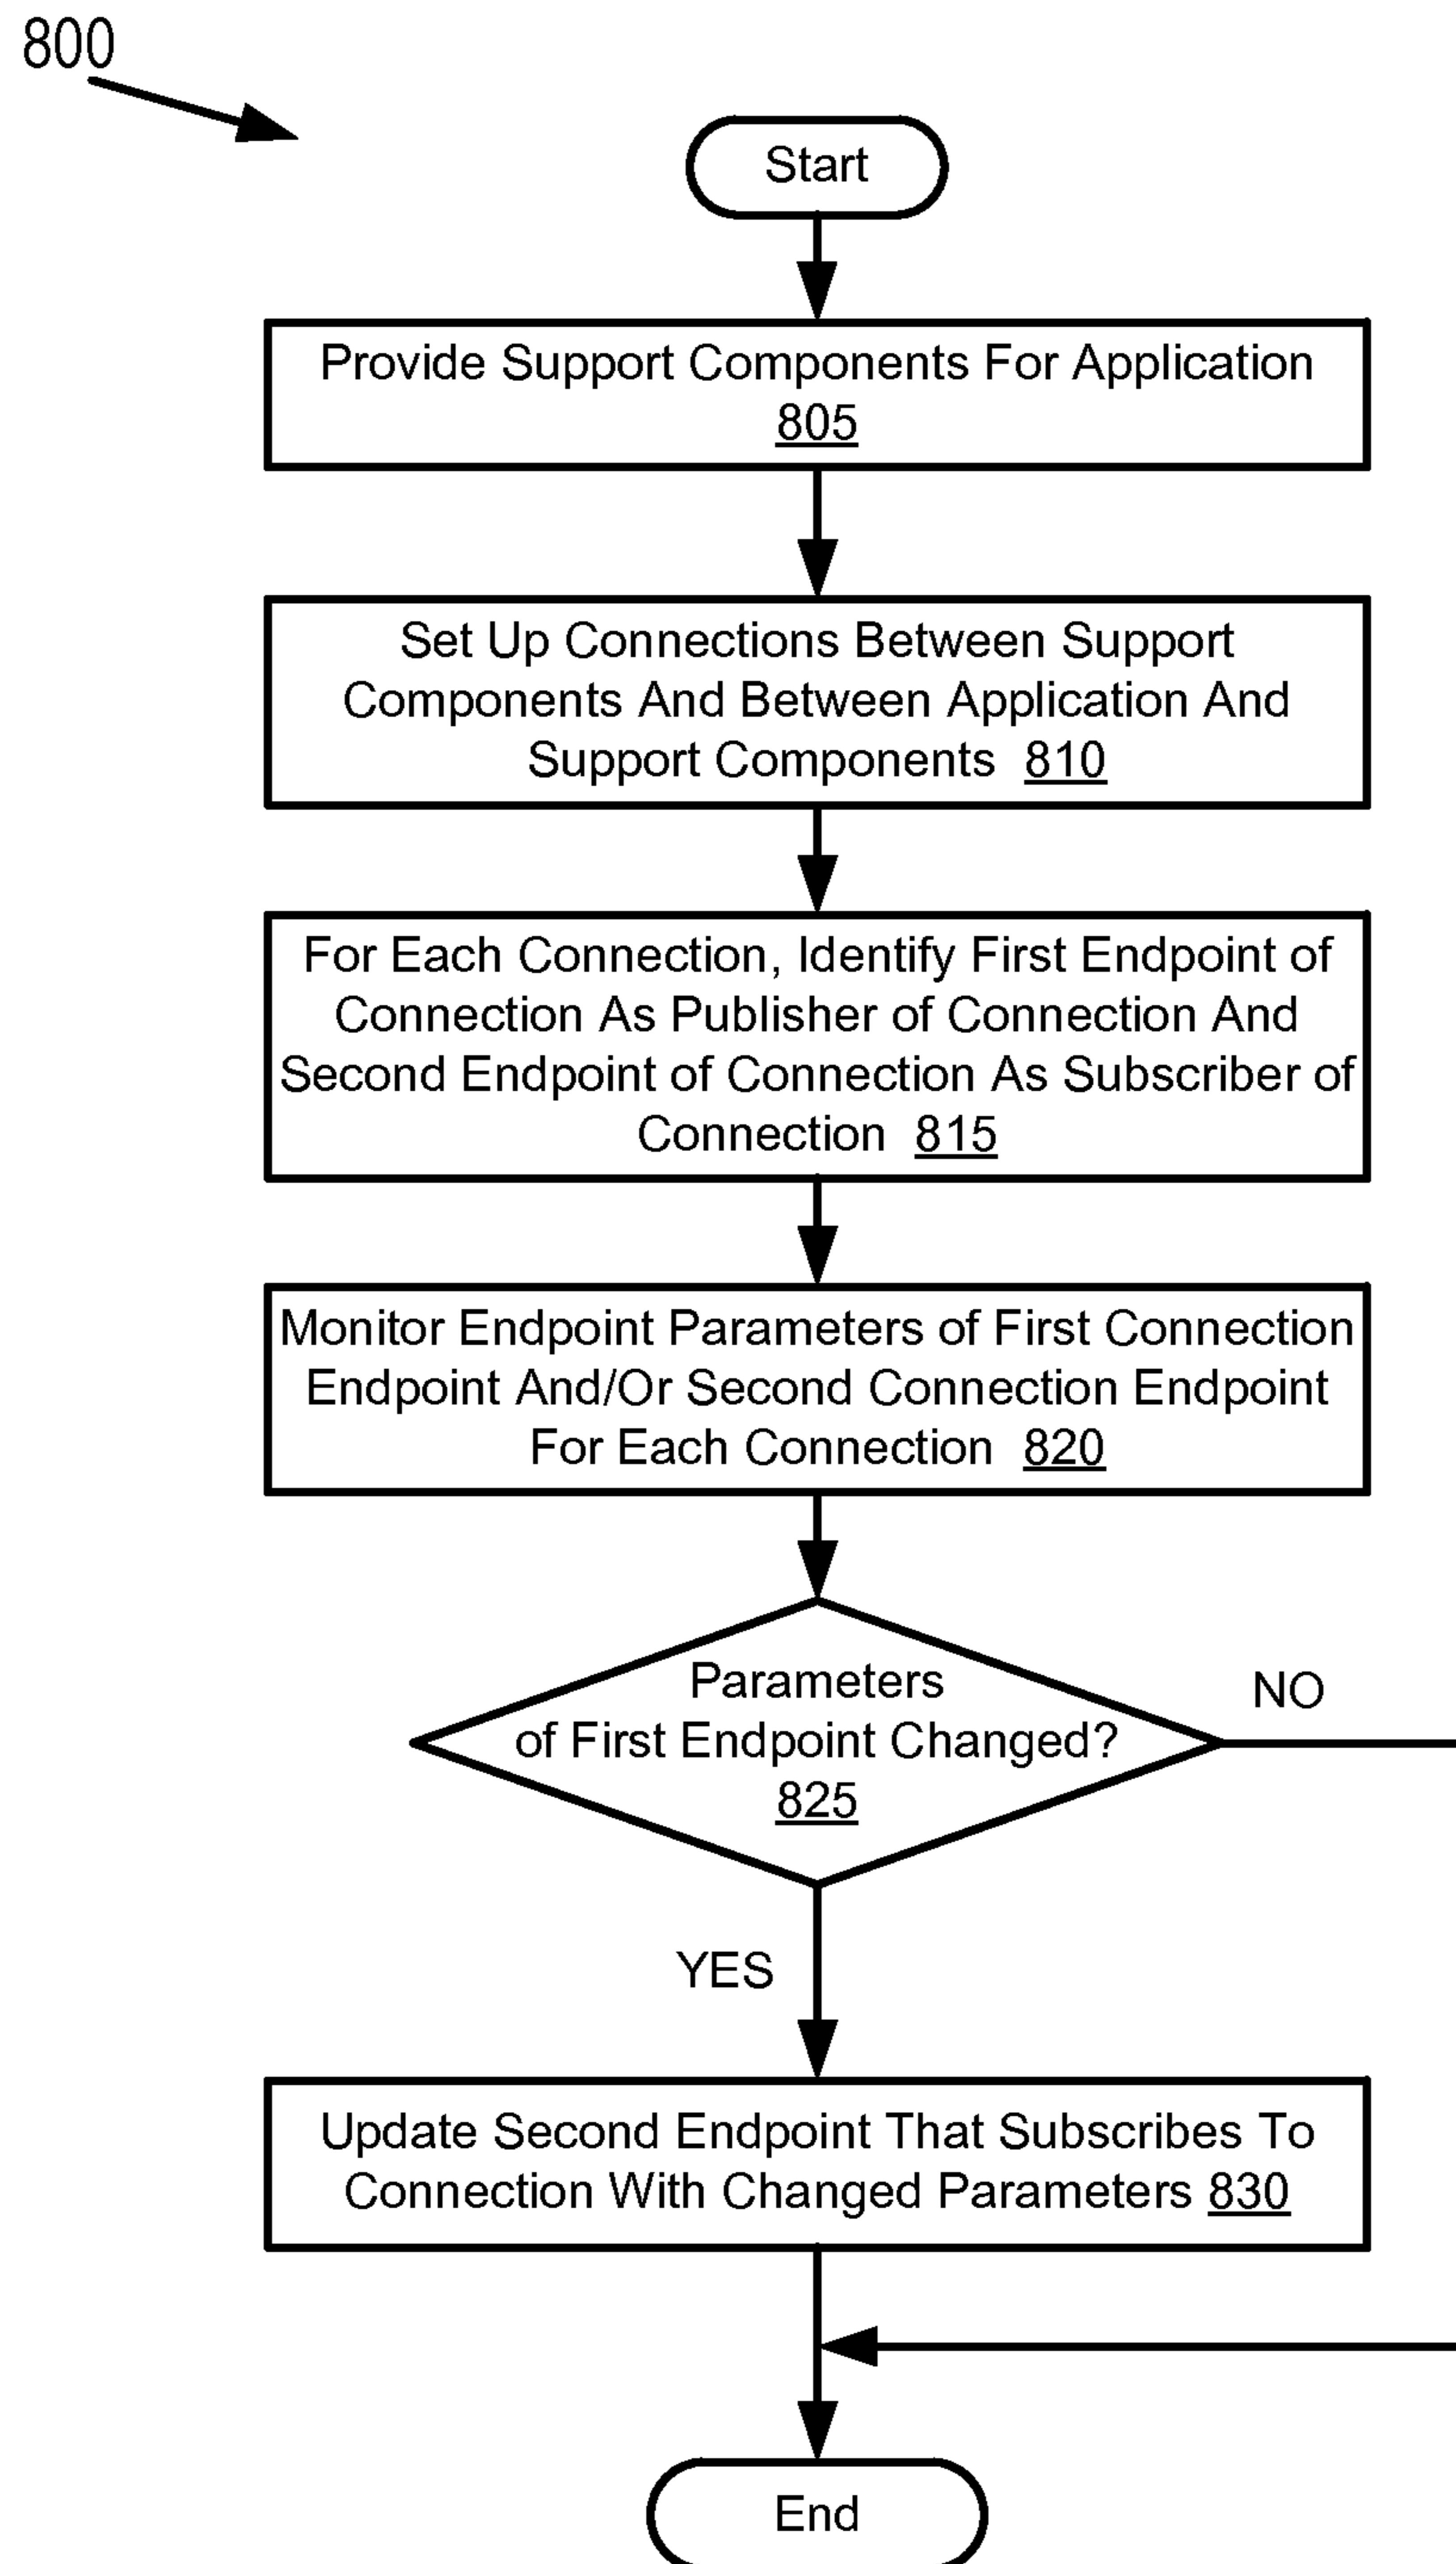 800
Start
Provide Support Components For Application
805
Set Up Connections Between Support
Components And Between Application And
Support Components 810
For Each Connection, Identify First Endpoint of
Connection As Publisher of Connection And
Second Endpoint of Connection As Subscriber of
Connection 815
Monitor Endpoint Parameters of First Connection
Endpoint And/Or Second Connection Endpoint
For Each Connection 820
Parameters
of First Endpoint Changed?
825
NO
YES
Update Second Endpoint That Subscribes To
Connection With Changed Parameters 830
End